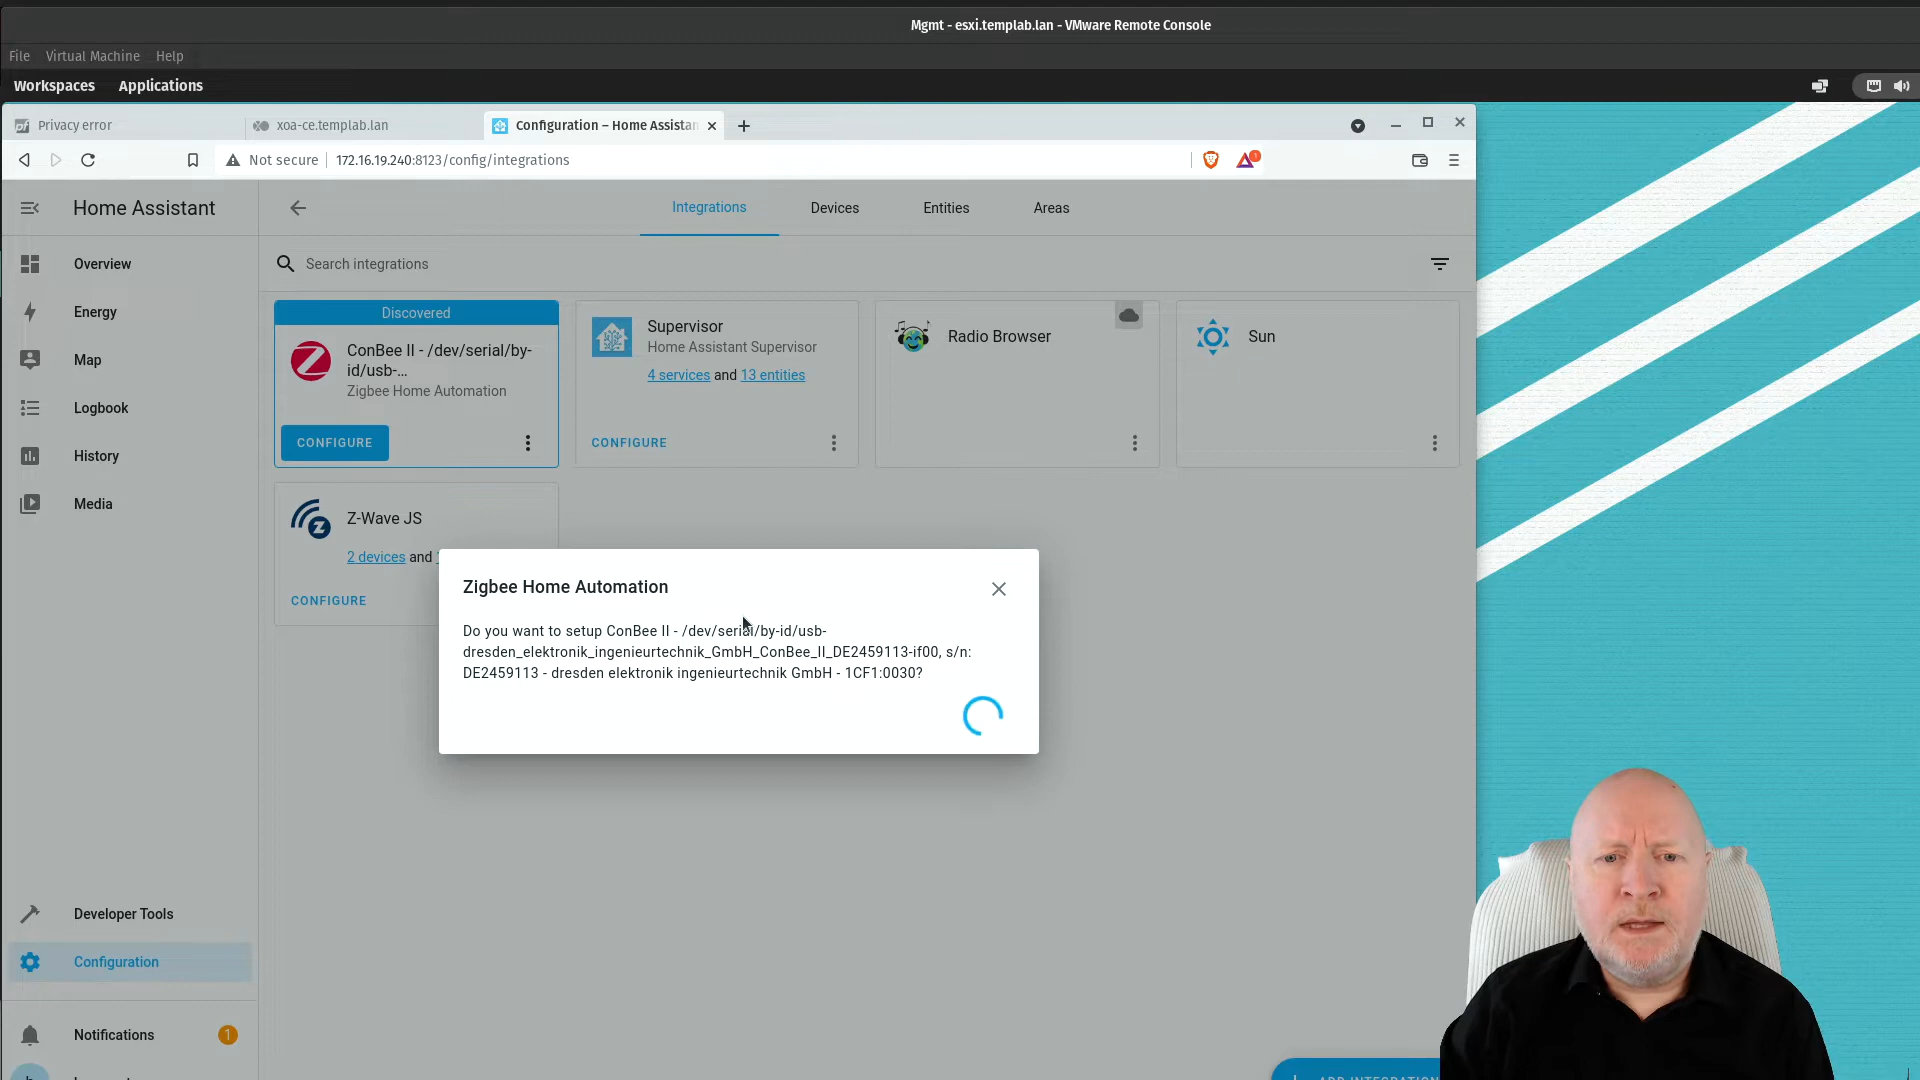 Mgmt - esxi.templab.lan - VMware Remote Console
File Virtual Machine Help
Workspaces Applications
Privacy error
xoa-ce.templab.lan
Configuration – Home Assistan
Not secure 172.16.19.240:8123/config/integrations
1
Home Assistant
Integrations Devices Entities Areas
Overview
Energy
Map
Logbook
History
Media
Developer Tools
Configuration
Notifications 1
Search integrations
Discovered
ConBee II - /dev/serial/by-
id/usb-...
Zigbee Home Automation
CONFIGURE
Supervisor
Home Assistant Supervisor
4 services and 13 entities
CONFIGURE
Radio Browser
Sun
Z-Wave JS
2 devices and
CONFIGURE
Zigbee Home Automation
Do you want to setup ConBee II - /dev/serial/by-id/usb-
dresden_elektronik_ingenieurtechnik_GmbH_ConBee_II_DE2459113-if00, s/n:
DE2459113 - dresden elektronik ingenieurtechnik GmbH - 1CF1:0030?